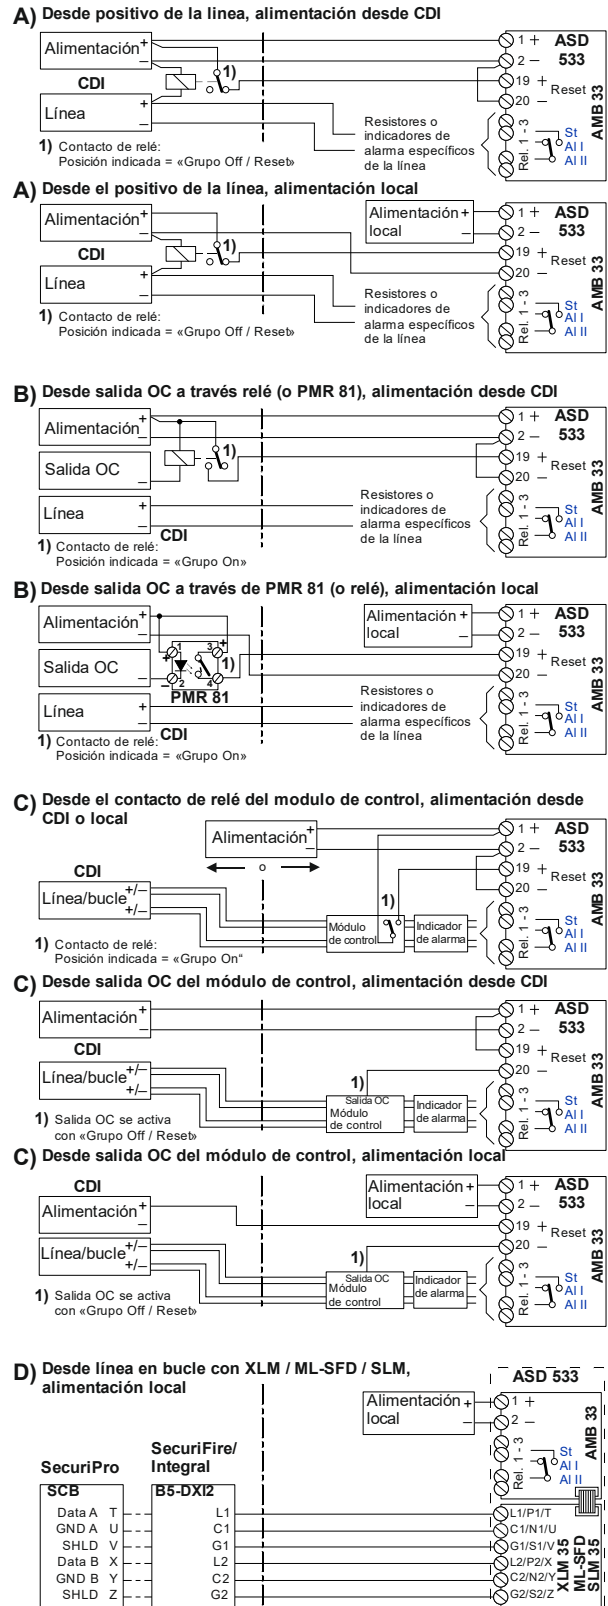 A) Desde positivo de la linea, alimentación desde CDI
Alimentación + –
CDI
Línea + –
1)
1) Contacto de relé:
Posición indicada = «Grupo Off / Reset»
Resistores o
indicadores de
alarma específicos
de la línea
1 +
2 –
19 +
20 –
Reset
ASD
533
AMB 33
Rel. 1 - 3
St
Al I
Al II
A) Desde el positivo de la línea, alimentación local
Alimentación + –
CDI
Línea + –
1)
1) Contacto de relé:
Posición indicada = «Grupo Off / Reset»
Alimentación +
local –
Resistores o
indicadores de
alarma específicos
de la línea
1 +
2 –
19 +
20 –
Reset
ASD
533
AMB 33
Rel. 1 - 3
St
Al I
Al II
B) Desde salida OC a través relé (o PMR 81), alimentación desde CDI
Alimentación + –
Salida OC –
Línea + –
CDI
1)
1) Contacto de relé:
Posición indicada = «Grupo On»
Resistores o
indicadores de
alarma específicos
de la línea
1 +
2 –
19 +
20 –
Reset
ASD
533
AMB 33
Rel. 1 - 3
St
Al I
Al II
B) Desde salida OC a través de PMR 81 (o relé), alimentación local
Alimentación + –
Salida OC –
Línea + –
CDI
1 3 +
+ 1)
– 2 4
PMR 81
1) Contacto de relé:
Posición indicada = «Grupo On»
Alimentación +
local –
Resistores o
indicadores de
alarma específicos
de la línea
1 +
2 –
19 +
20 –
Reset
ASD
533
AMB 33
Rel. 1 - 3
St
Al I
Al II
C) Desde el contacto de relé del modulo de control, alimentación desde
CDI o local
Alimentación + –
o
CDI
Línea/bucle +/–
+/–
1)
Módulo
de control
Indicador
de alarma
1) Contacto de relé:
Posición indicada = «Grupo On“
1 +
2 –
19 +
20 –
Reset
ASD
533
AMB 33
Rel. 1 - 3
St
Al I
Al II
C) Desde salida OC del módulo de control, alimentación desde CDI
Alimentación + –
CDI
Línea/bucle +/–
+/–
1)
Salida OC
Módulo
de control
Indicador
de alarma
1) Salida OC se activa
con «Grupo Off / Reset»
1 +
2 –
19 +
20 –
Reset
ASD
533
AMB 33
Rel. 1 - 3
St
Al I
Al II
C) Desde salida OC del módulo de control, alimentación local
CDI
Alimentación + –
Línea/bucle +/–
+/–
Alimentación +
local –
1)
Salida OC
Módulo
de control
Indicador
de alarma
1) Salida OC se activa
con «Grupo Off / Reset»
1 +
2 –
19 +
20 –
Reset
ASD
533
AMB 33
Rel. 1 - 3
St
Al I
Al II
D) Desde línea en bucle con XLM / ML-SFD / SLM,
alimentación local
ASD 533
Alimentación +
local –
1 +
2 –
AMB 33
Rel. 1 - 3
St
Al I
Al II
SecuriPro
SecuriFire/
Integral
SCB
B5-DXI2
Data A T L1 L1/P1/T
GND A U C1 C1/N1/U
SHLD V G1 G1/S1/V
Data B X L2 L2/P2/X
GND B Y C2 C2/N2/Y
SHLD Z G2 G2/S2/Z
XLM 35
ML-SFD
SLM 35